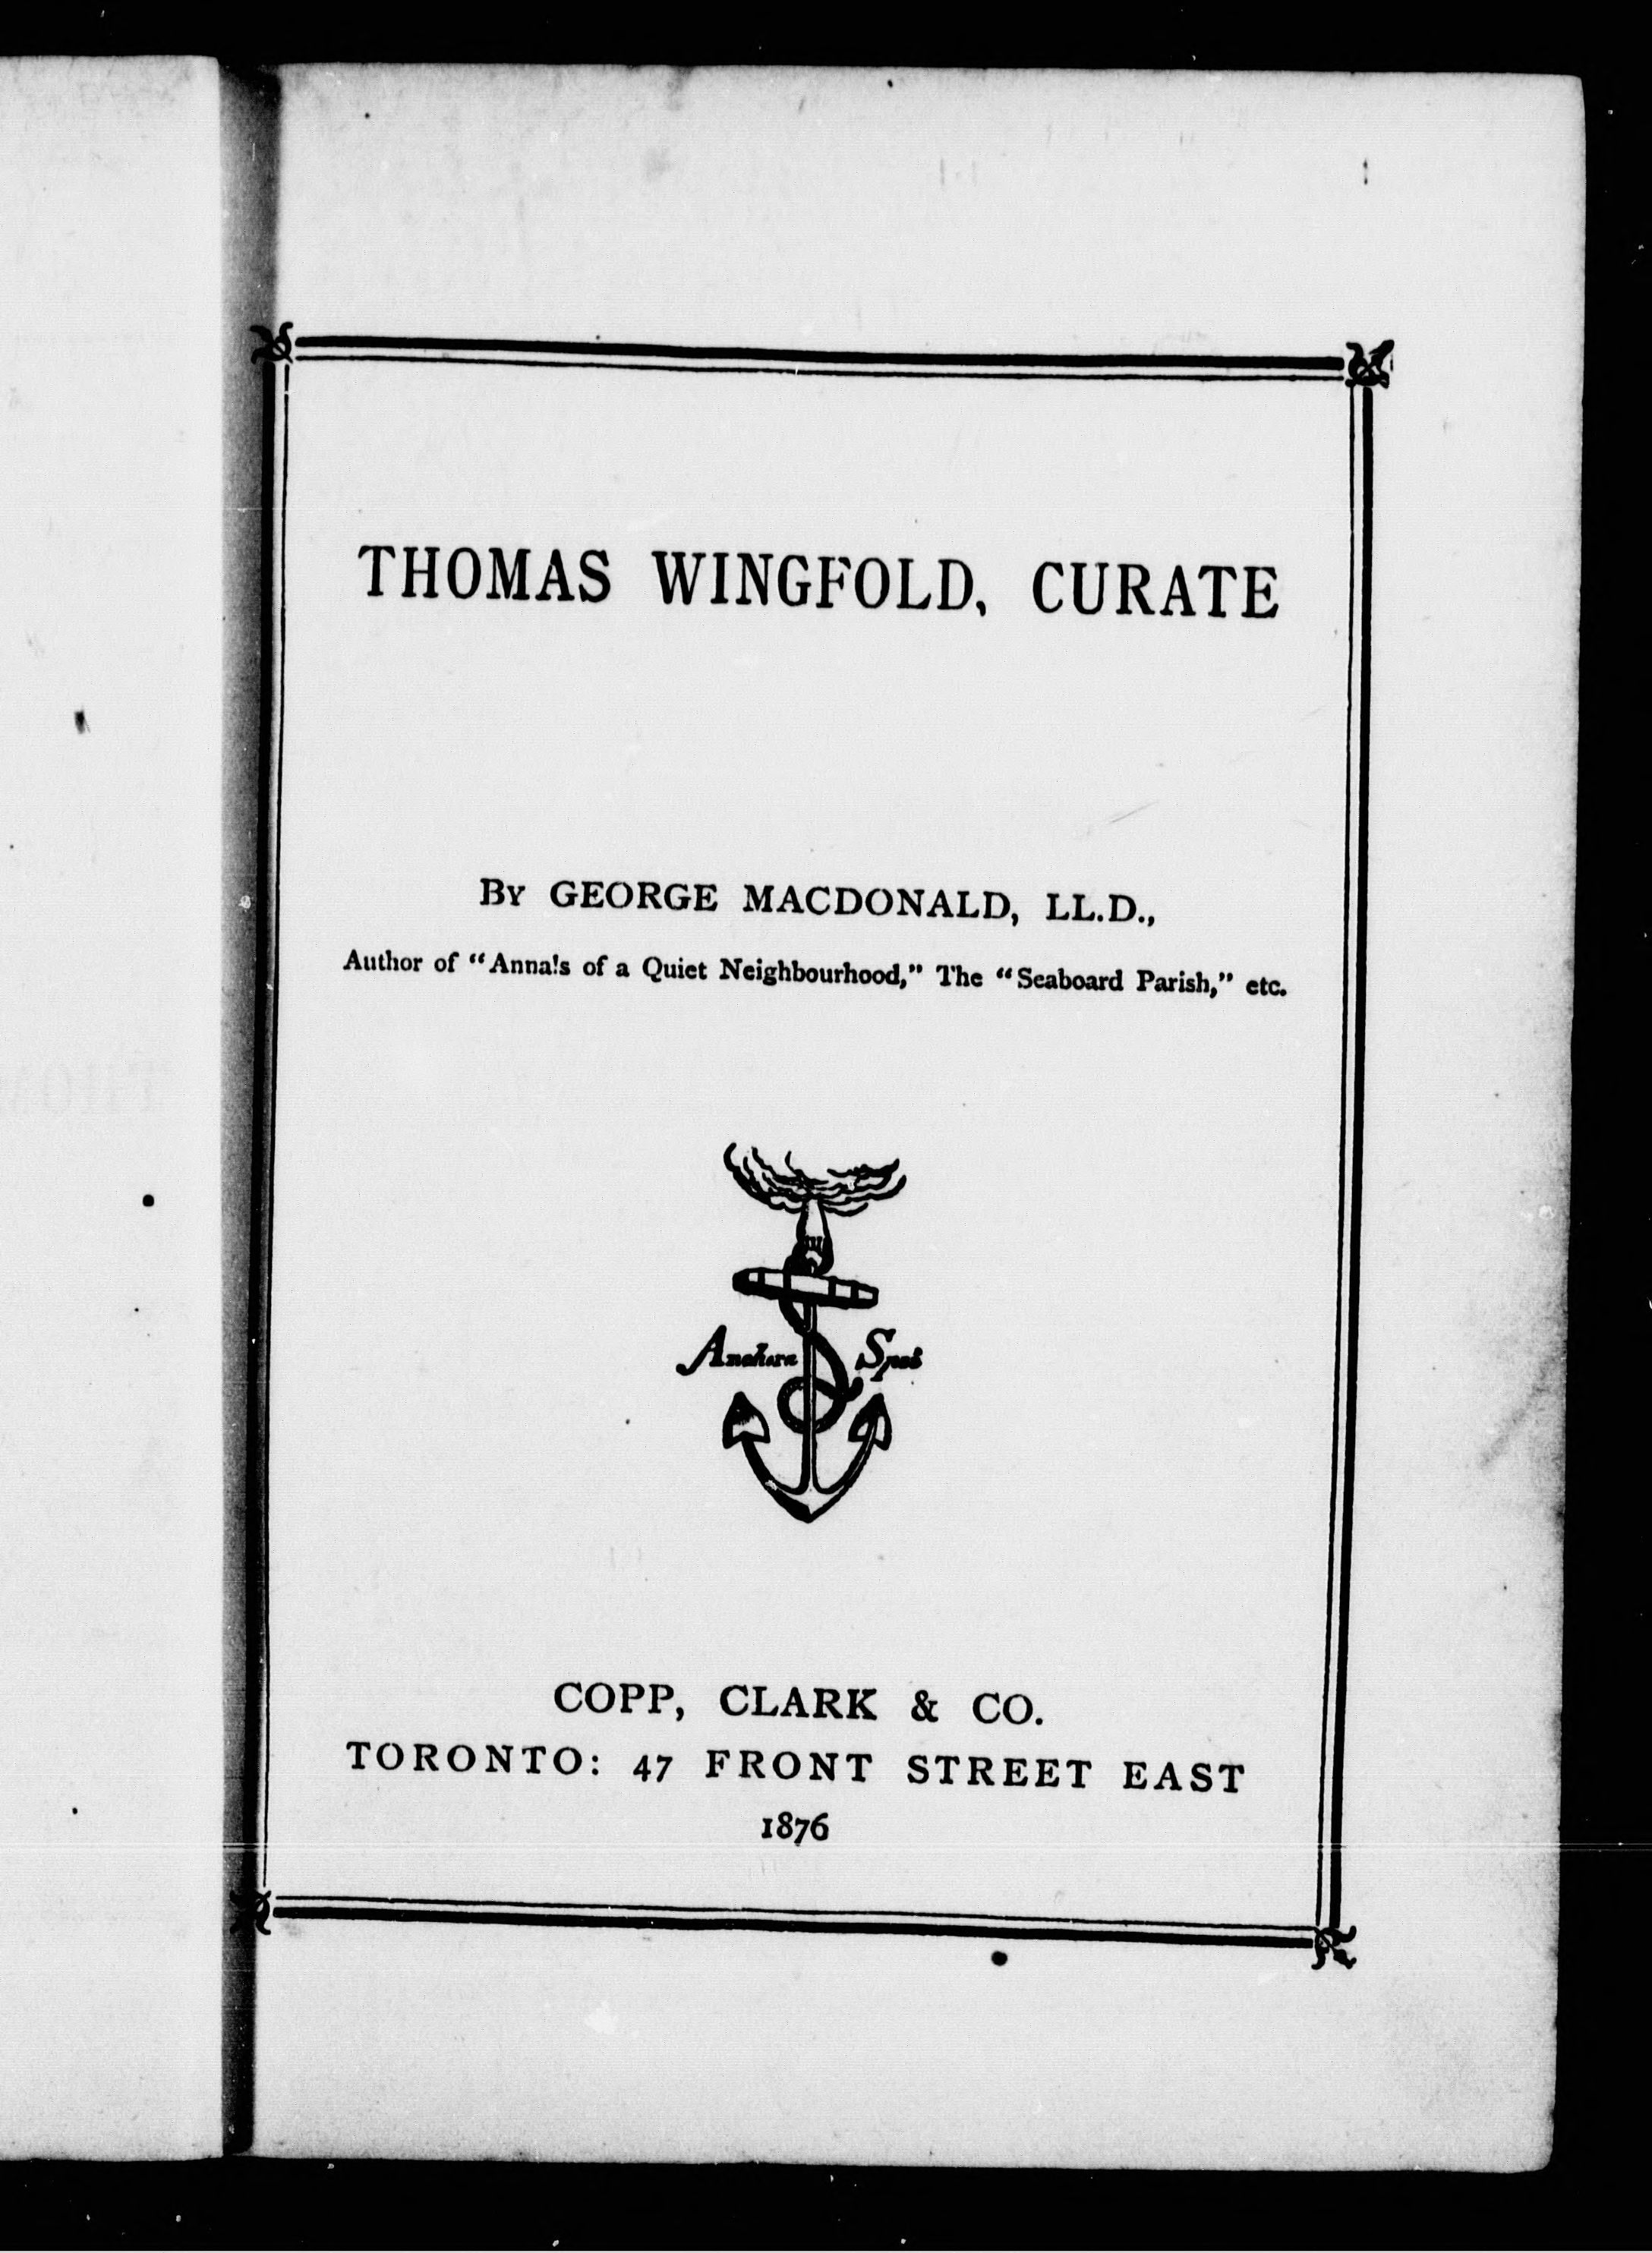 THOMAS WINGFOLD, CURATE
By GEORGE MACDONALD, LL.D.,
Author of “Annals of a Quiet Neighbourhood,” The “Seaboard Parish,” etc.
Anchora Spei
COPP, CLARK & CO.
TORONTO: 47 FRONT STREET EAST
1876